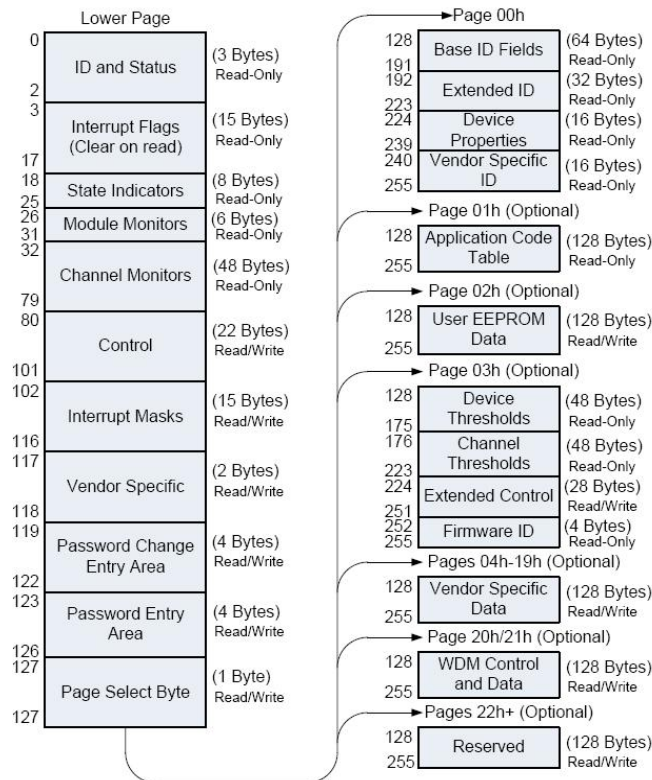 Lower Page
0
ID and Status
(3 Bytes)
Read-Only
2
3
Interrupt Flags
(Clear on read)
(15 Bytes)
Read-Only
17
18
State Indicators
(8 Bytes)
Read-Only
25
26
Module Monitors
(6 Bytes)
Read-Only
31
32
Channel Monitors
(48 Bytes)
Read-Only
79
80
Control
(22 Bytes)
Read/Write
101
102
Interrupt Masks
(15 Bytes)
Read/Write
116
117
Vendor Specific
(2 Bytes)
Read/Write
118
119
Password Change
Entry Area
(4 Bytes)
Read/Write
122
123
Password Entry
Area
(4 Bytes)
Read/Write
126
127
Page Select Byte
(1 Byte)
Read/Write
127
Page 00h
128
Base ID Fields
(64 Bytes)
Read-Only
191
192
Extended ID
(32 Bytes)
Read-Only
223
224
Device
Properties
(16 Bytes)
Read-Only
239
240
Vendor Specific
ID
(16 Bytes)
Read-Only
255
Page 01h (Optional)
128
Application Code
Table
(128 Bytes)
Read-Only
255
Page 02h (Optional)
128
User EEPROM
Data
(128 Bytes)
Read/Write
255
Page 03h (Optional)
128
Device
Thresholds
(48 Bytes)
Read-Only
175
176
Channel
Thresholds
(48 Bytes)
Read-Only
223
224
Extended Control
(28 Bytes)
Read/Write
251
252
Firmware ID
(4 Bytes)
Read-Only
255
Pages 04h-19h (Optional)
128
Vendor Specific
Data
(128 Bytes)
Read/Write
255
Page 20h/21h (Optional)
128
WDM Control
and Data
(128 Bytes)
Read/Write
255
Pages 22h+ (Optional)
128
Reserved
(128 Bytes)
Read/Write
255